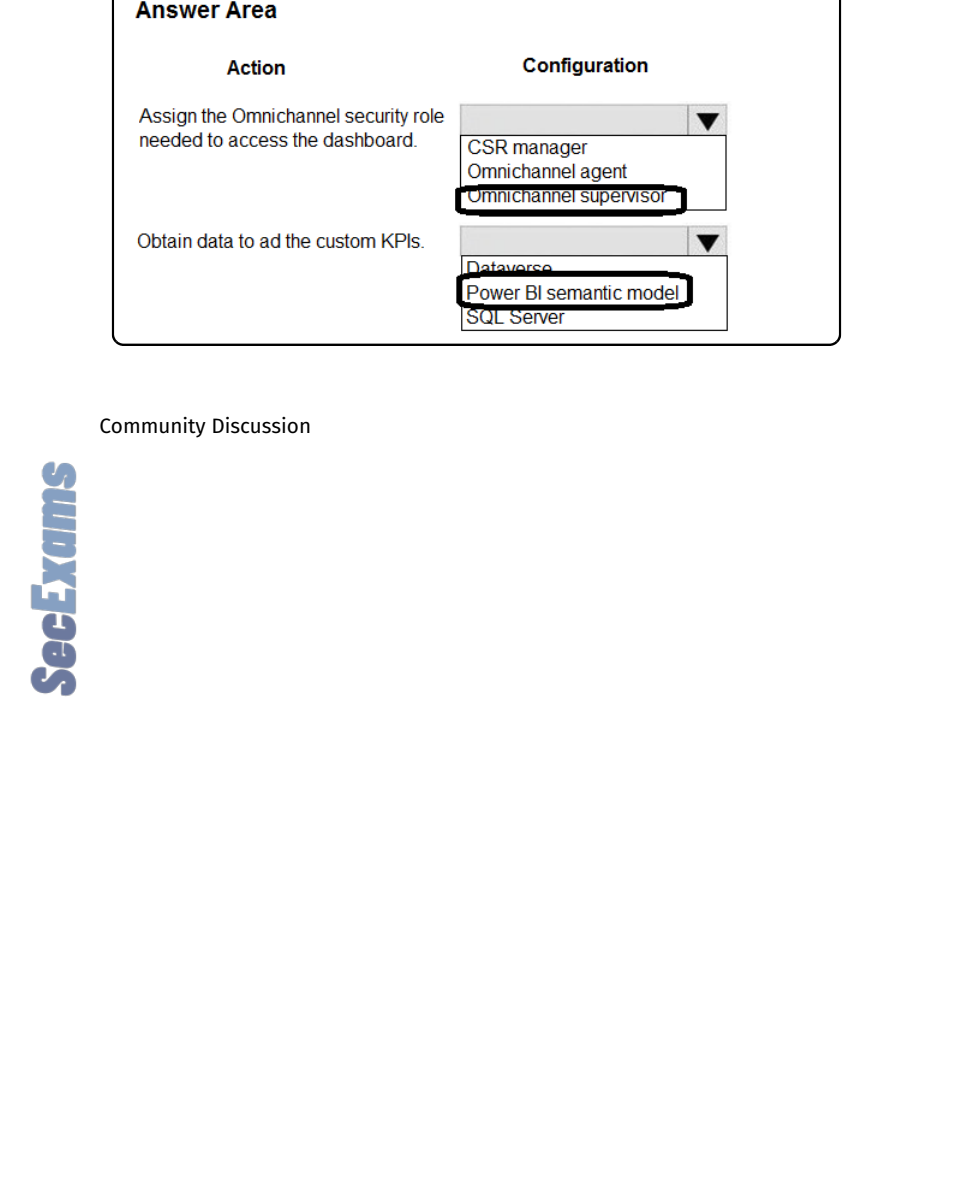 Answer Area
Action
Configuration
Assign the Omnichannel security role
needed to access the dashboard.
CSR manager
Omnichannel agent
Omnichannel supervisor
Obtain data to ad the custom KPIs.
Dataverse
Power BI semantic model
SQL Server
Community Discussion
SecExams